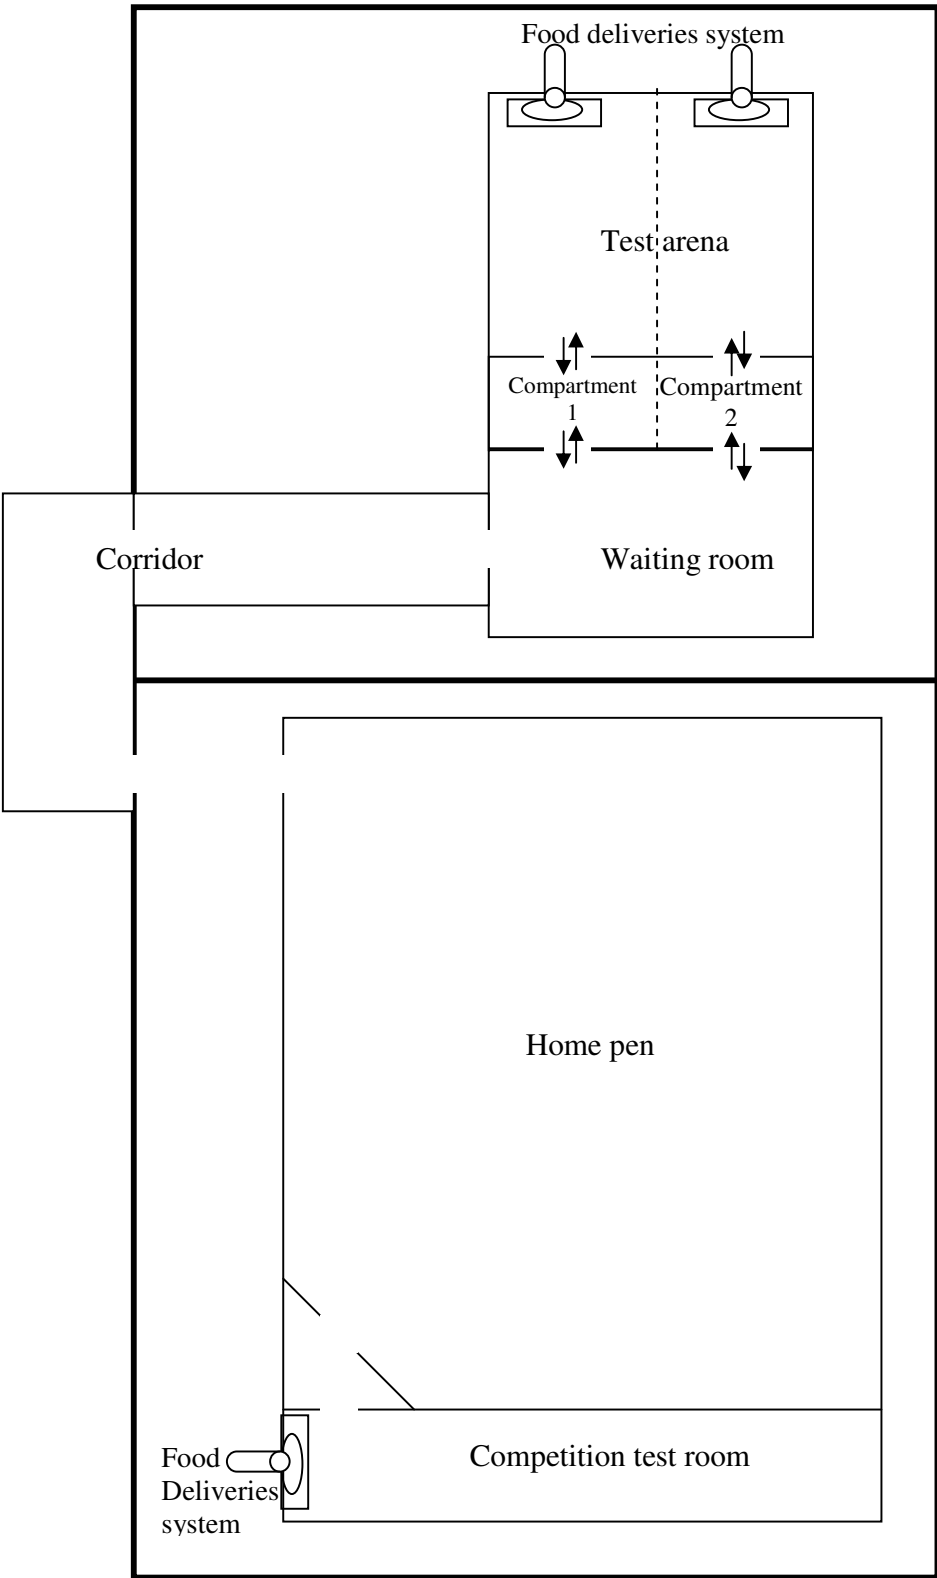 Food deliveries system
Test arena
Compartment
1
Compartment
2
Corridor
Waiting room
Home pen
Competition test room
Food
Deliveries
system